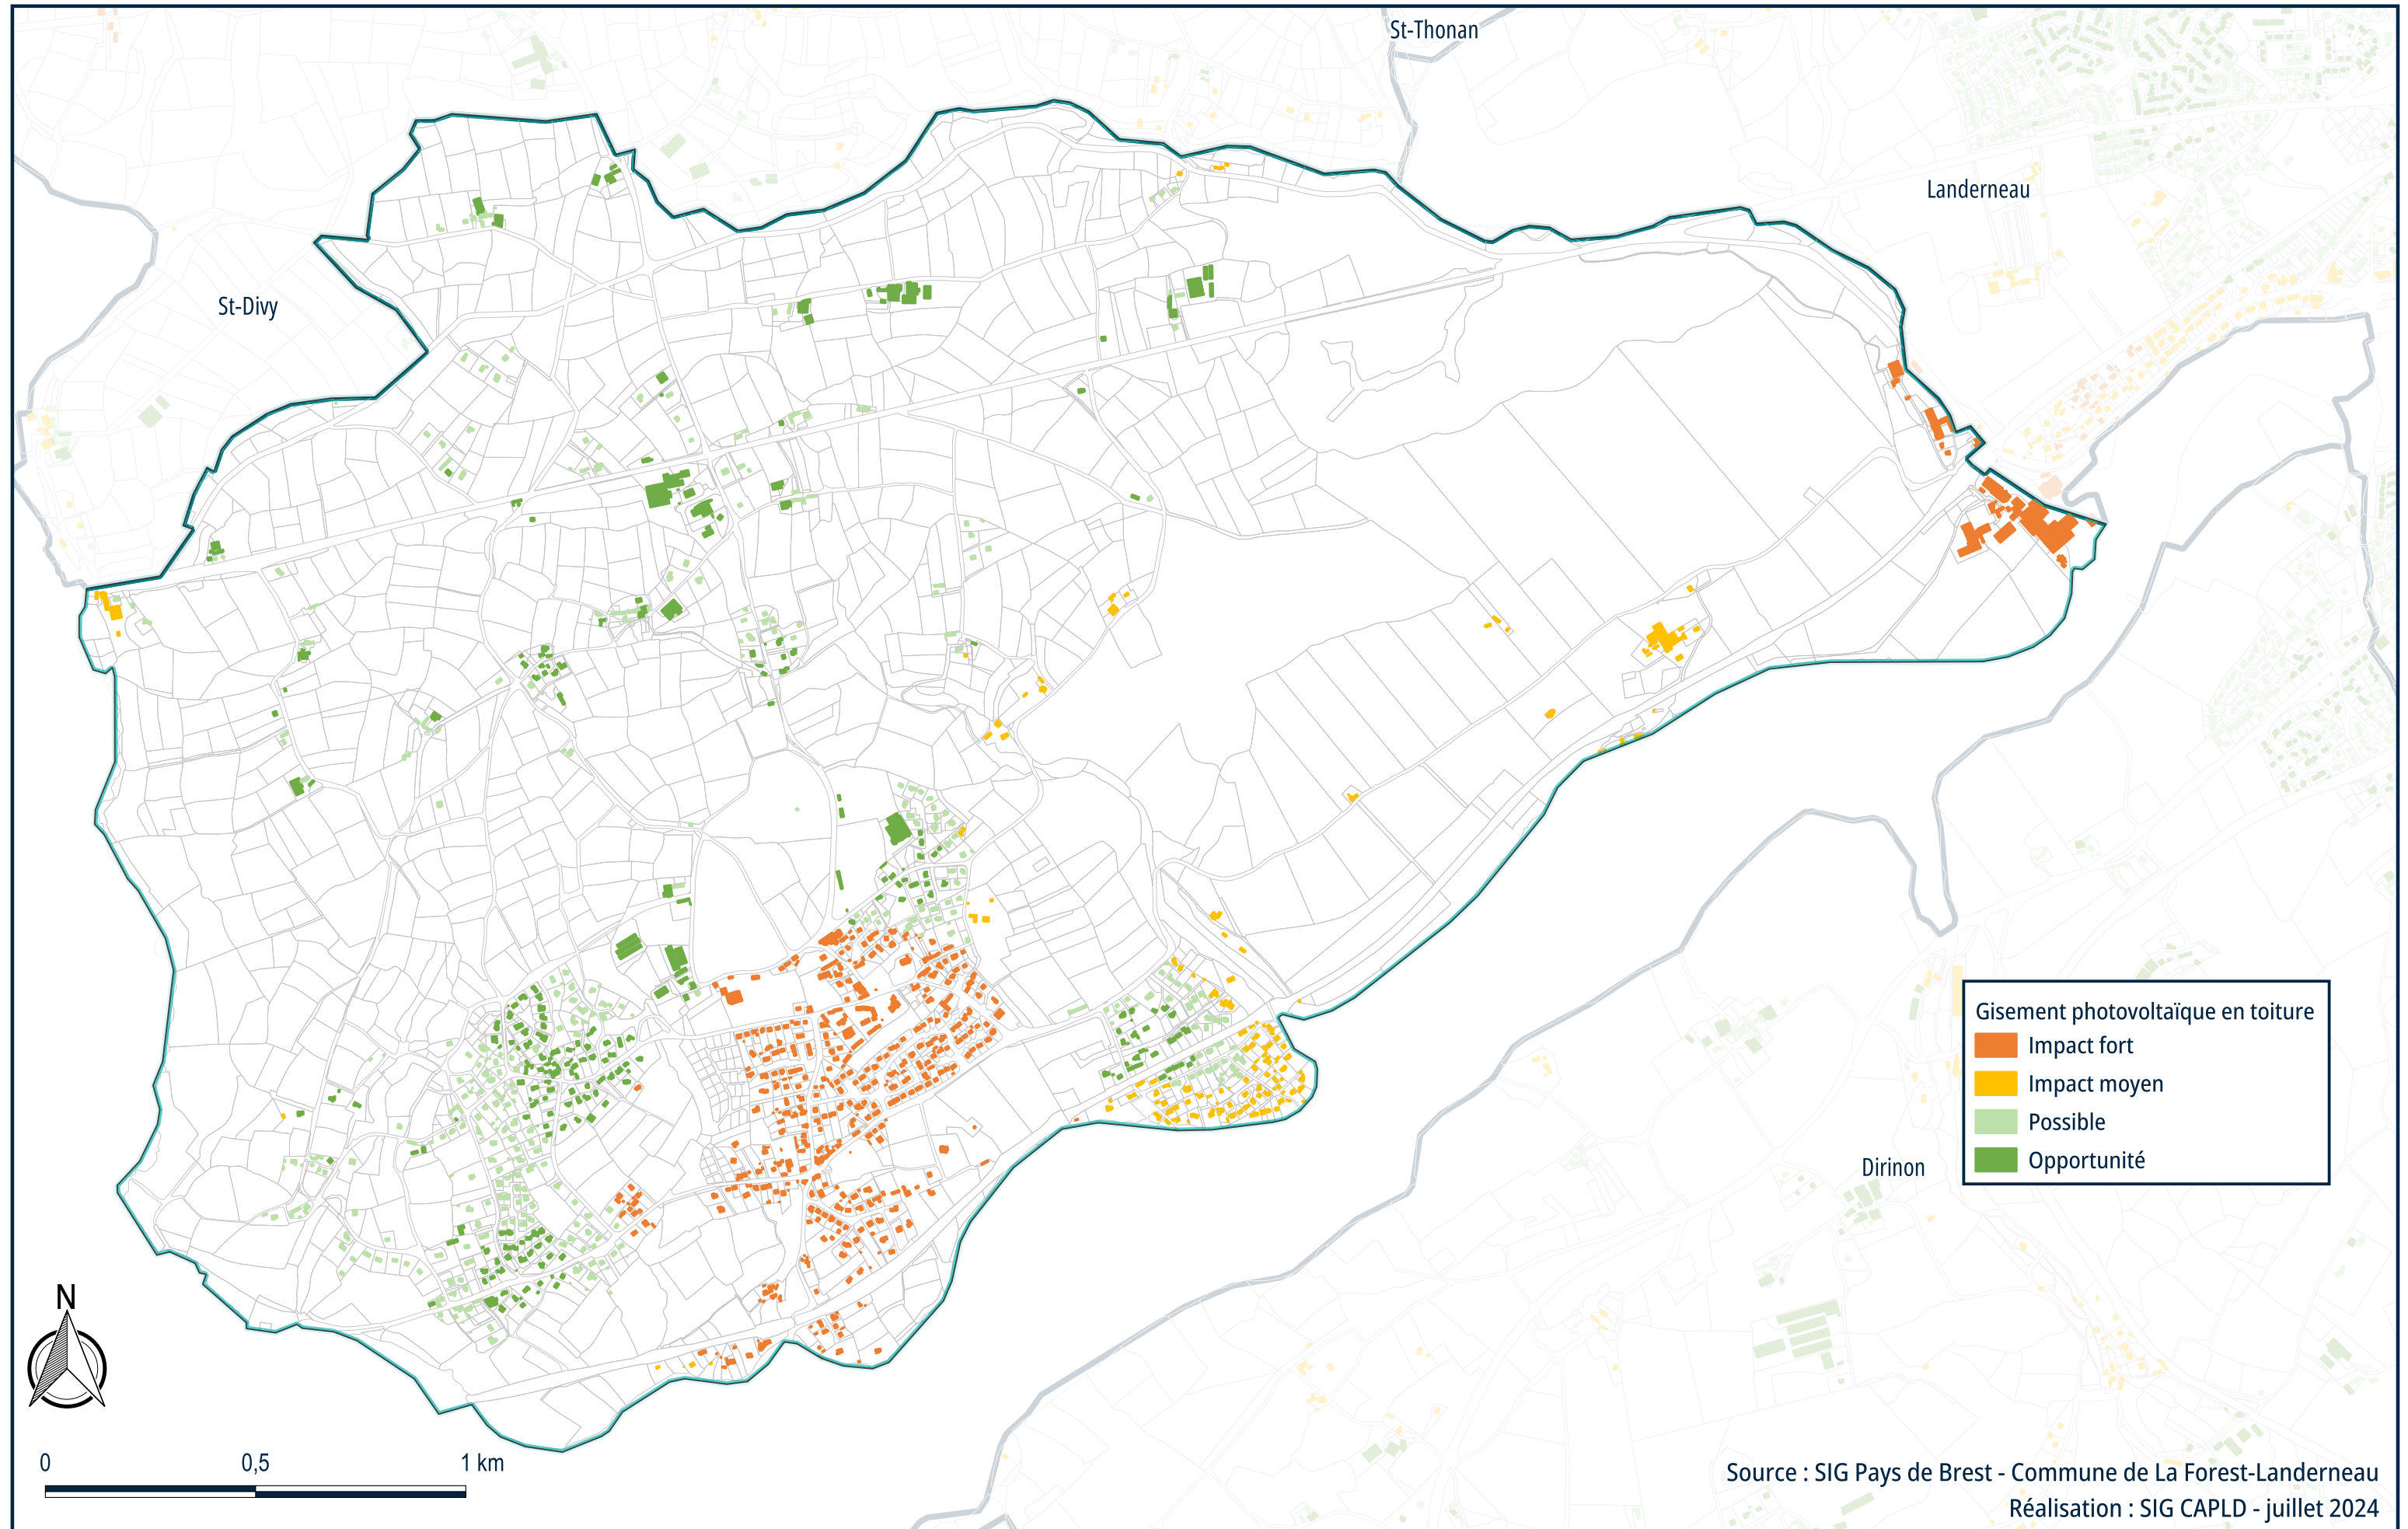 St-Thonan
Landerneau
St-Divy
Gisement photovoltaïque en toiture
Impact fort
Impact moyen
Possible
Opportunité
Dirinon
N
0 0,5 1 km
Source : SIG Pays de Brest - Commune de La Forest-Landerneau
Réalisation : SIG CAPLD - juillet 2024